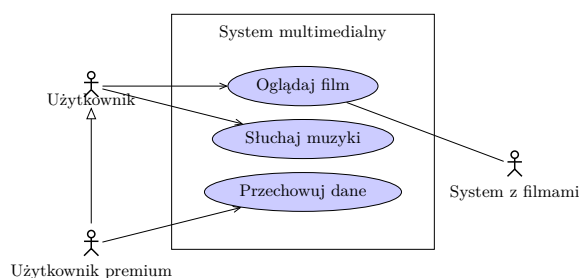 System multimedialny
Oglądaj film
Użytkownik
Słuchaj muzyki
Przechowuj dane
System z filmami
Użytkownik premium